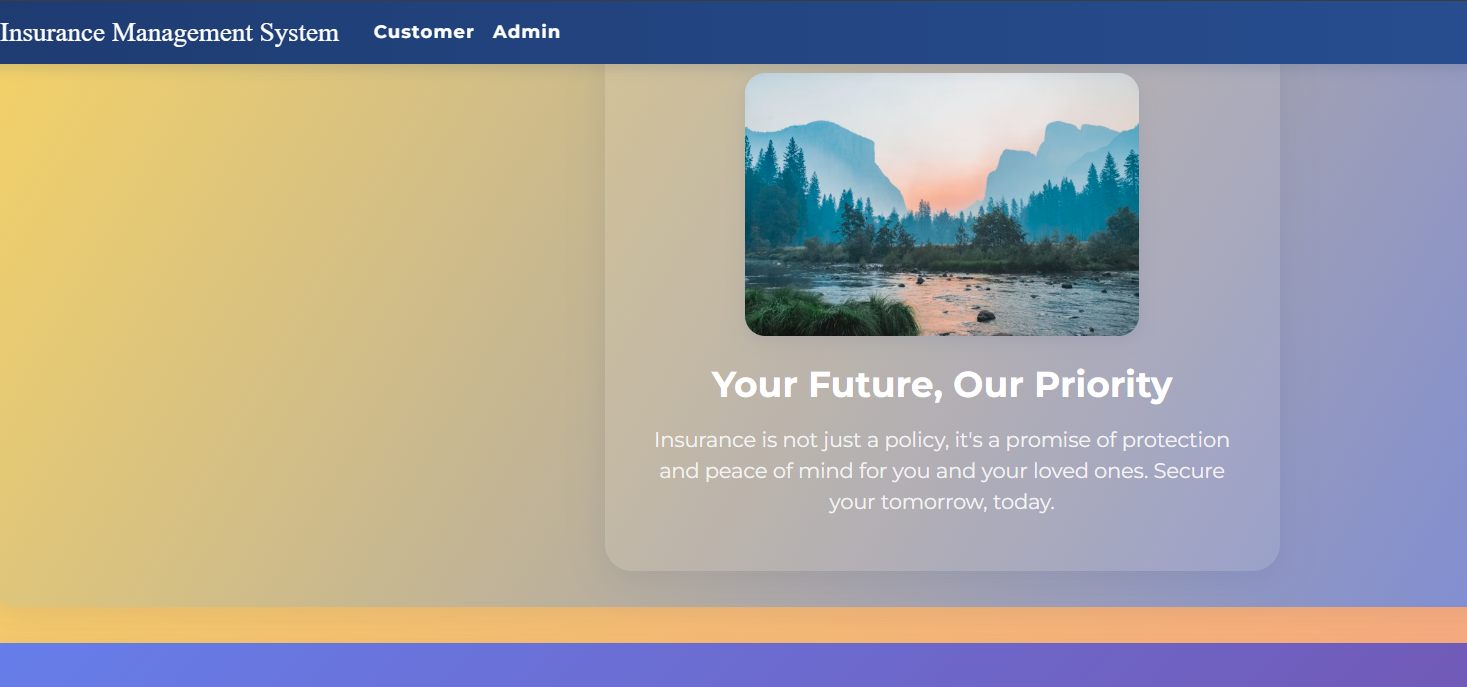 Insurance Management System Customer Admin
Your Future, Our Priority
Insurance is not just a policy, it's a promise of protection
and peace of mind for you and your loved ones. Secure
your tomorrow, today.